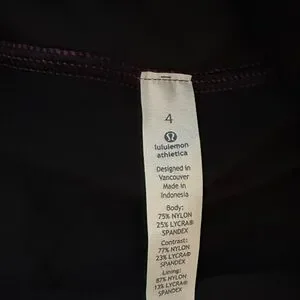 4
lululemon
athletica
Designed in
Vancouver
Made in
Indonesia
Body:
75% NYLON
25% LYCRA®
SPANDEX
Contrast:
77% NYLON
23% LYCRA®
SPANDEX
Lining:
87% NYLON
13% LYCRA®
SPANDEX